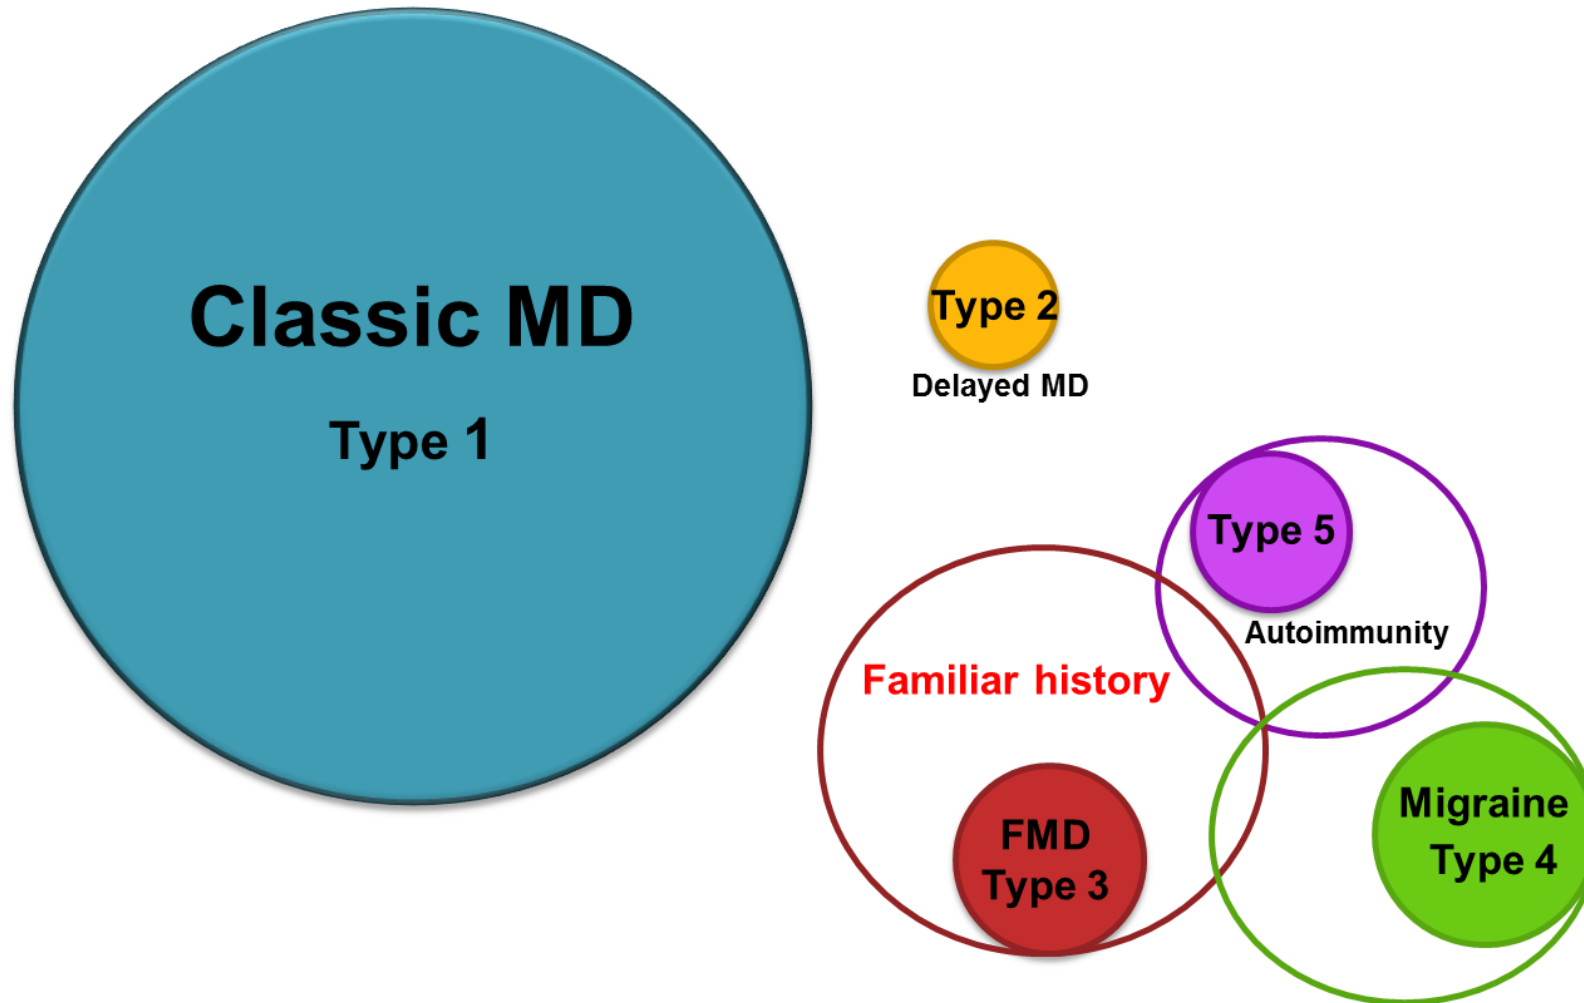 Classic MD
Type 1
Type 2
Delayed MD
Type 5
Autoimmunity
Familiar history
FMD
Type 3
Migraine
Type 4